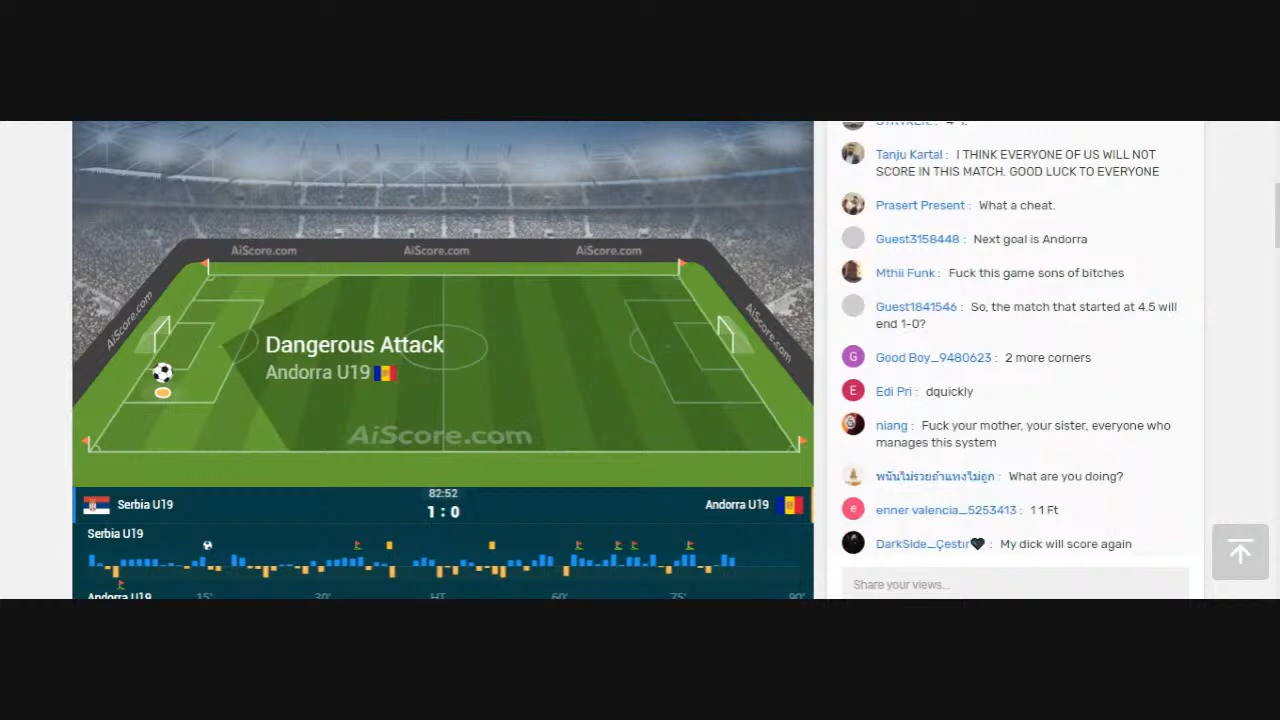 AiScore.com AiScore.com AiScore.com
AiScore.com
AiScore.com
Dangerous Attack
Andorra U19
AiScore.com
Serbia U19
82:52
1 : 0
Andorra U19
Serbia U19
Andorra U19
15'
30'
HT
60'
75'
90'
Tanju Kartal : I THINK EVERYONE OF US WILL NOT
SCORE IN THIS MATCH. GOOD LUCK TO EVERYONE
Prasert Present : What a cheat.
Guest3158448 : Next goal is Andorra
Mthii Funk : Fuck this game sons of bitches
Guest1841546 : So, the match that started at 4.5 will
end 1-0?
G
Good Boy_9480623 : 2 more corners
E
Edi Pri : dquickly
niang : Fuck your mother, your sister, everyone who
manages this system
พนันไม่รวยถ้าแทงไม่ถูก : What are you doing?
e
enner valencia_5253413 : 1 1 Ft
DarkSide_Çestır🖤 : My dick will score again
Share your views...